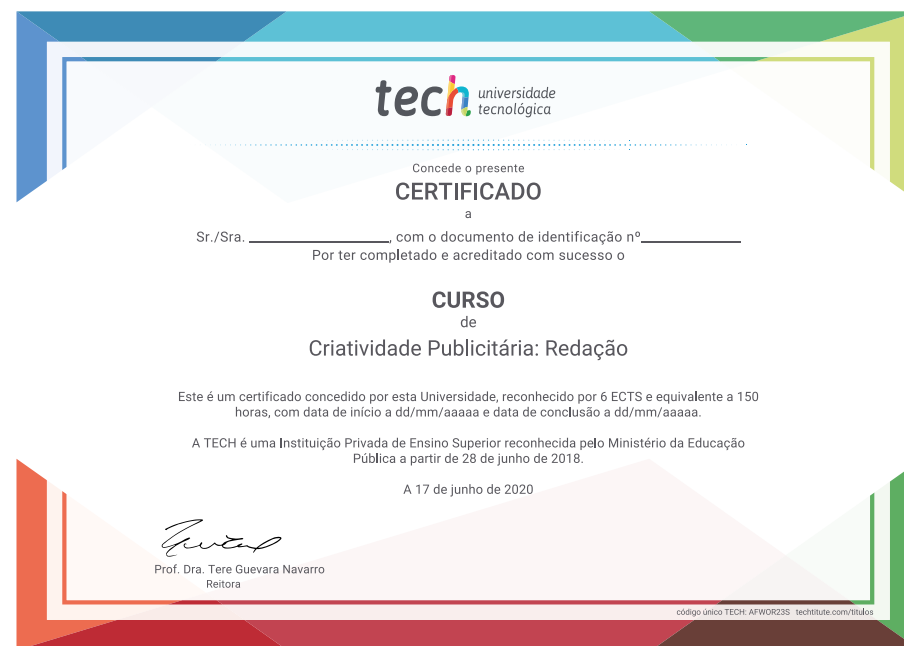 tech universidade
tecnológica
Concede o presente
CERTIFICADO
a
Sr./Sra. ________________, com o documento de identificação nº____________
Por ter completado e acreditado com sucesso o
CURSO
de
Criatividade Publicitária: Redação
Este é um certificado concedido por esta Universidade, reconhecido por 6 ECTS e equivalente a 150
horas, com data de início a dd/mm/aaaaa e data de conclusão a dd/mm/aaaaa.
A TECH é uma Instituição Privada de Ensino Superior reconhecida pelo Ministério da Educação
Pública a partir de 28 de junho de 2018.
A 17 de junho de 2020
Prof. Dra. Tere Guevara Navarro
Reitora
código único TECH: AFWOR23S techtitute.com/titulos